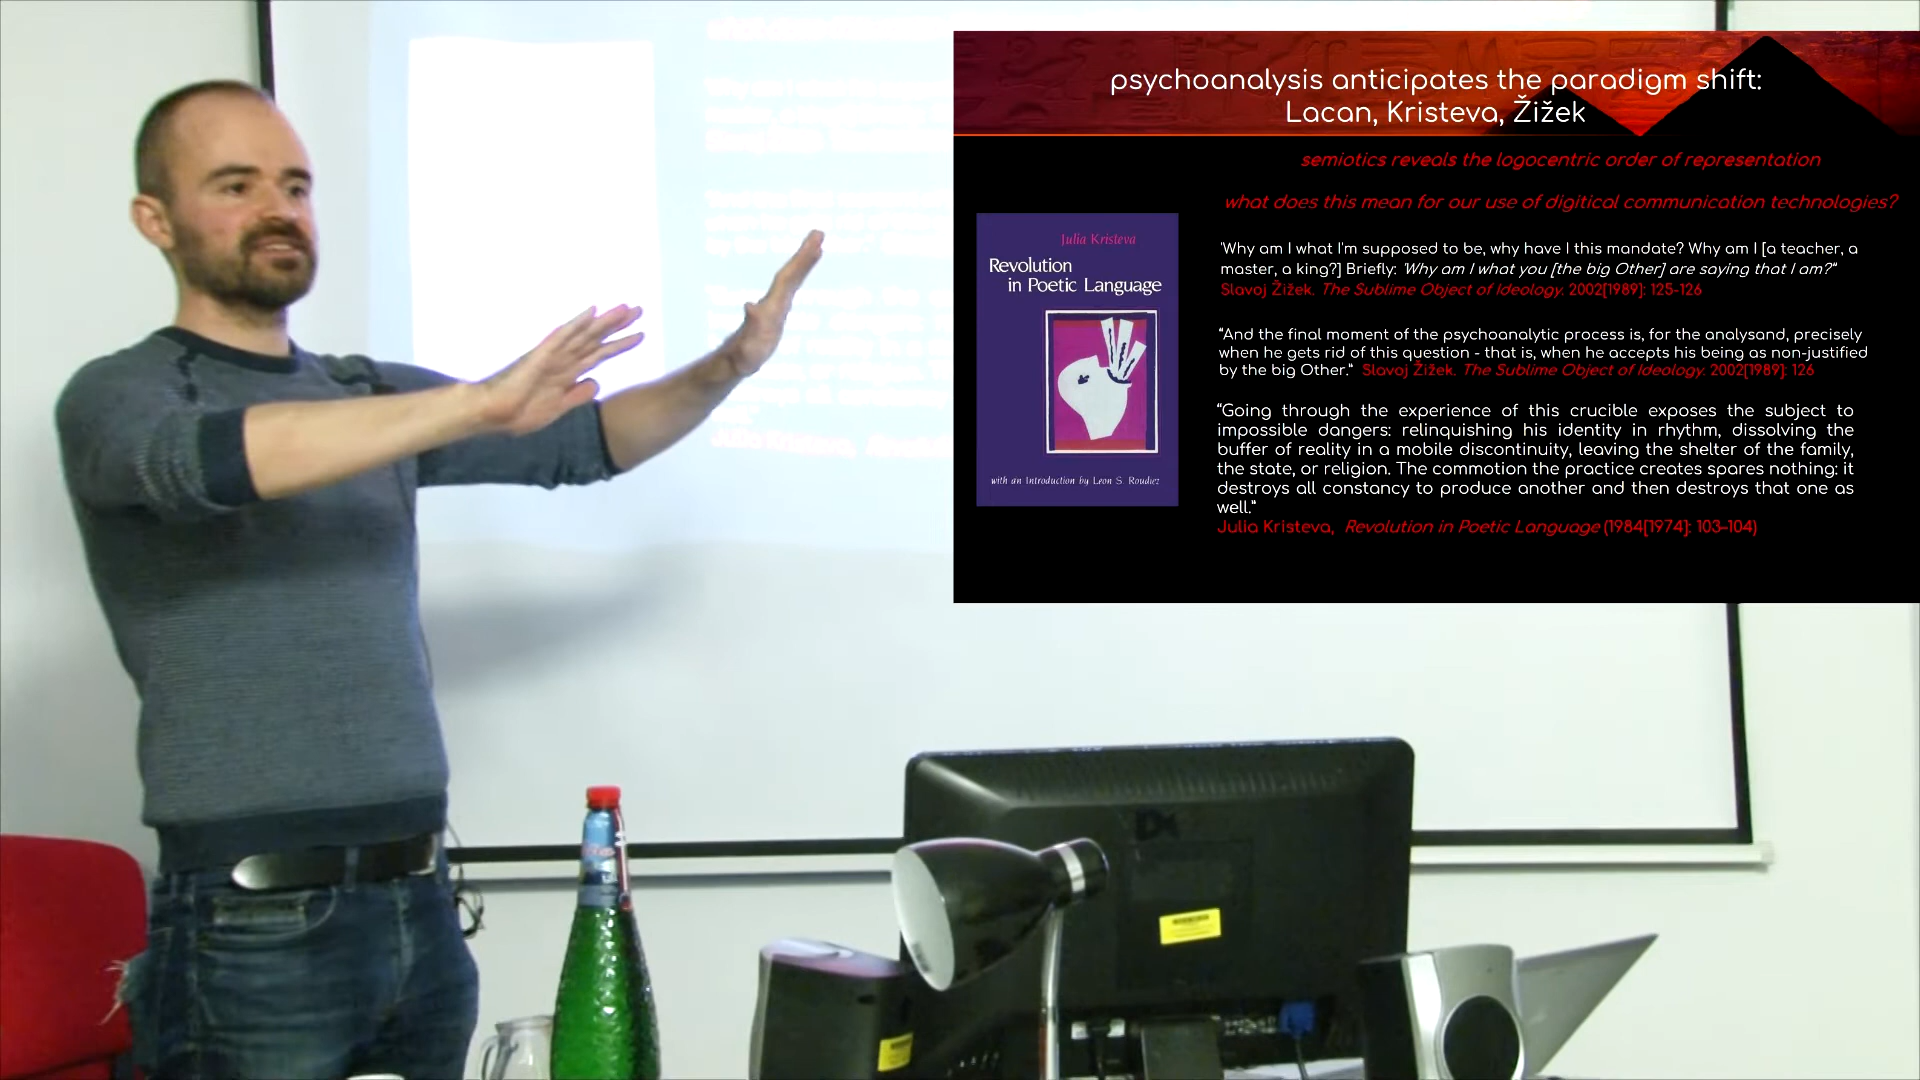 psychoanalysis anticipates the paradigm shift:
Lacan, Kristeva, Žižek
semiotics reveals the logocentric order of representation
what does this mean for our use of digitical communication technologies?
Julia Kristeva
Revolution
in Poetic Language
with an Introduction by Leon S. Roudiez
'Why am I what I'm supposed to be, why have I this mandate? Why am I [a teacher, a
master, a king?] Briefly: 'Why am I what you [the big Other] are saying that I am?"
Slavoj Žižek. The Sublime Object of Ideology. 2002[1989]: 125-126
"And the final moment of the psychoanalytic process is, for the analysand, precisely
when he gets rid of this question - that is, when he accepts his being as non-justified
by the big Other." Slavoj Žižek. The Sublime Object of Ideology. 2002[1989]: 126
"Going through the experience of this crucible exposes the subject to
impossible dangers: relinquishing his identity in rhythm, dissolving the
buffer of reality in a mobile discontinuity, leaving the shelter of the family,
the state, or religion. The commotion the practice creates spares nothing: it
destroys all constancy to produce another and then destroys that one as
well."
Julia Kristeva, Revolution in Poetic Language (1984[1974]: 103–104)